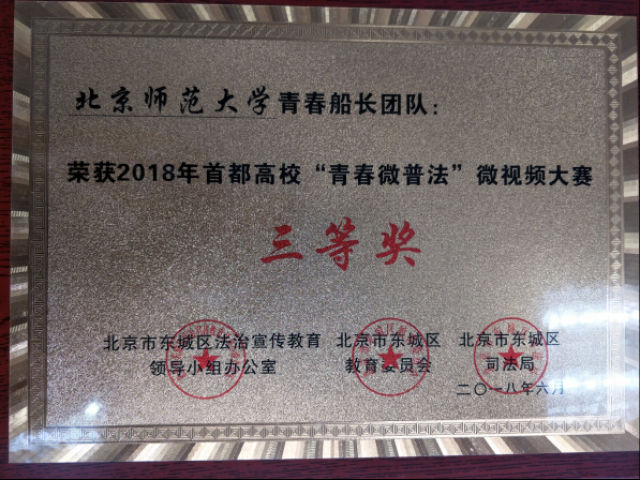 北京师范大学青春船长团队：
荣获2018年首都高校“青春微普法”微视频大赛
三等奖
北京市东城区法治宣传教育 北京市东城区 北京市东城区
领导小组办公室 教育委员会 司法局
二〇一八年六月